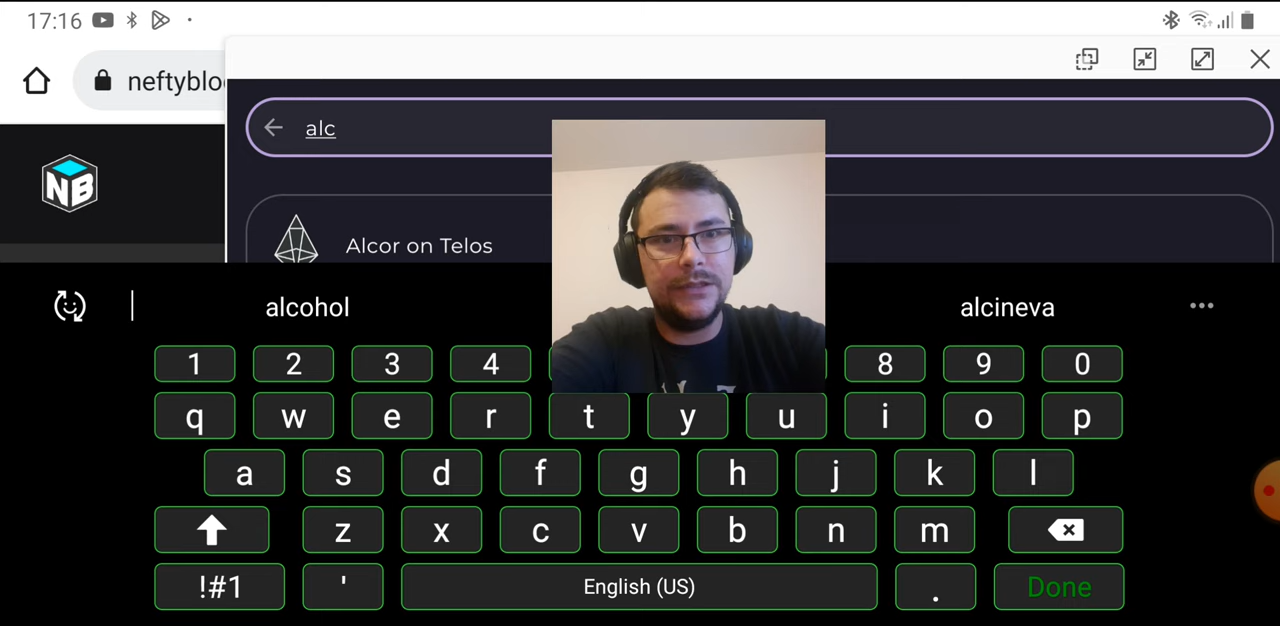 17:16
neftyblo
NB
alc
Alcor on Telos
alcohol alcineva
1 2 3 4 8 9 0
q w e r t y u i o p
a s d f g h j k l
z x c v b n m
!#1 ' English (US) . Done